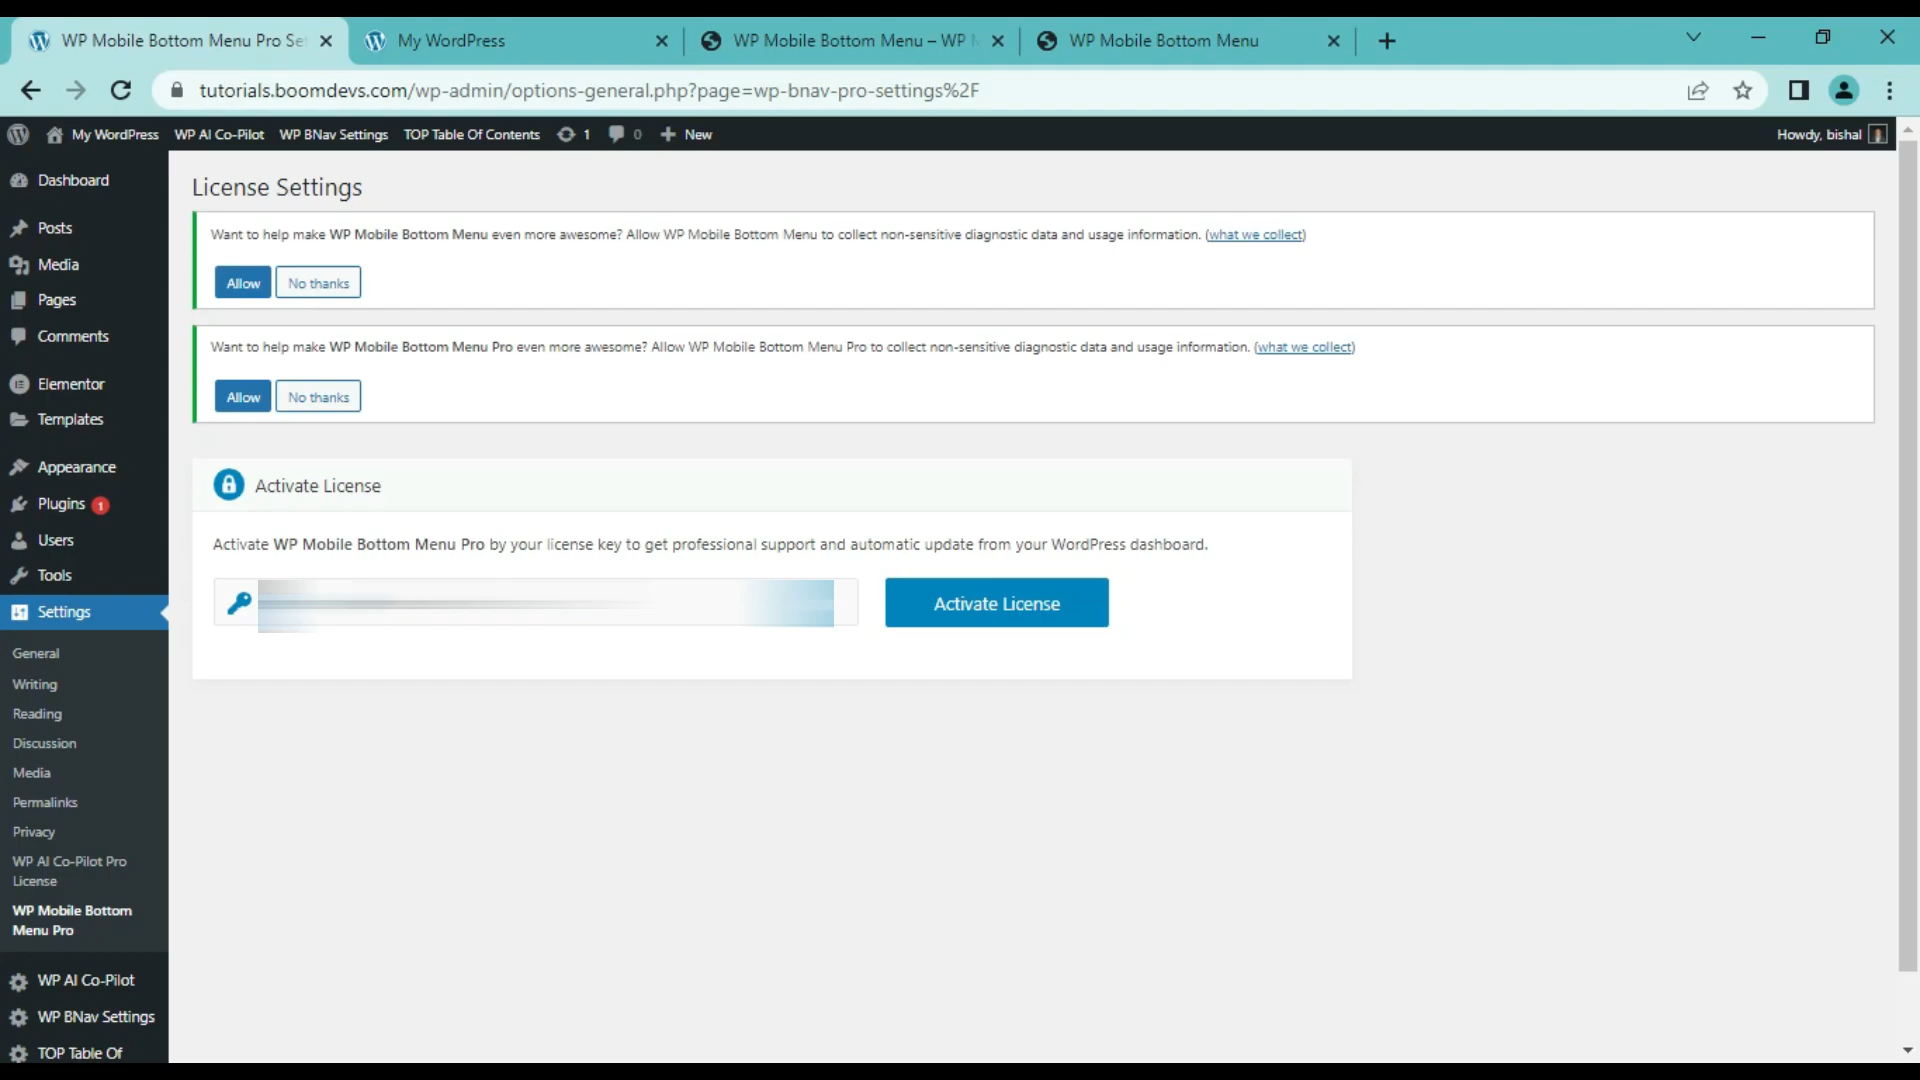 WP Mobile Bottom Menu Pro Set
My WordPress
WP Mobile Bottom Menu – WP
WP Mobile Bottom Menu
tutorials.boomdevs.com/wp-admin/options-general.php?page=wp-bnav-pro-settings%2F
My WordPress WP AI Co-Pilot WP BNav Settings TOP Table Of Contents 1 0 New
Howdy, bishal
Dashboard
Posts
Media
Pages
Comments
Elementor
Templates
Appearance
Plugins 1
Users
Tools
Settings
General
Writing
Reading
Discussion
Media
Permalinks
Privacy
WP AI Co-Pilot Pro
License
WP Mobile Bottom
Menu Pro
WP AI Co-Pilot
WP BNav Settings
TOP Table Of
License Settings
Want to help make WP Mobile Bottom Menu even more awesome? Allow WP Mobile Bottom Menu to collect non-sensitive diagnostic data and usage information. (what we collect)
Allow No thanks
Want to help make WP Mobile Bottom Menu Pro even more awesome? Allow WP Mobile Bottom Menu Pro to collect non-sensitive diagnostic data and usage information. (what we collect)
Allow No thanks
Activate License
Activate WP Mobile Bottom Menu Pro by your license key to get professional support and automatic update from your WordPress dashboard.
Activate License